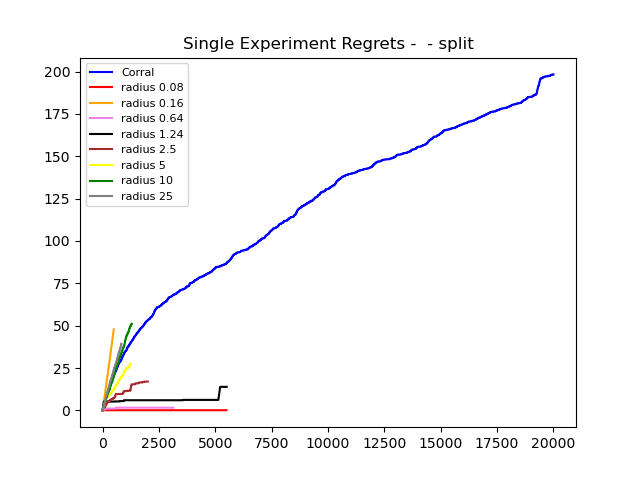 Single Experiment Regrets -  - split
Corral
radius 0.08
radius 0.16
radius 0.64
radius 1.24
radius 2.5
radius 5
radius 10
radius 25
200
175
150
125
100
75
50
25
0
0 2500 5000 7500 10000 12500 15000 17500 20000